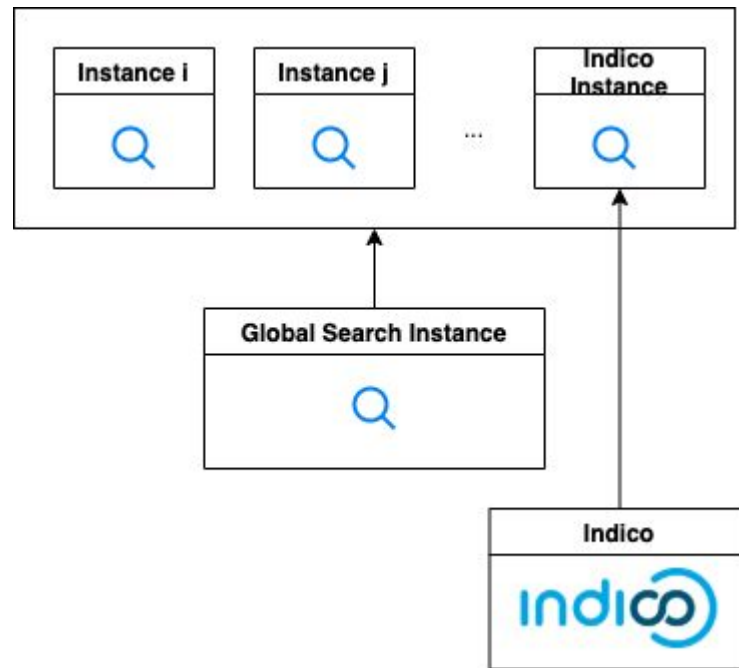 Instance i
Instance j
Indico
Instance
...
Global Search Instance
Indico
indico